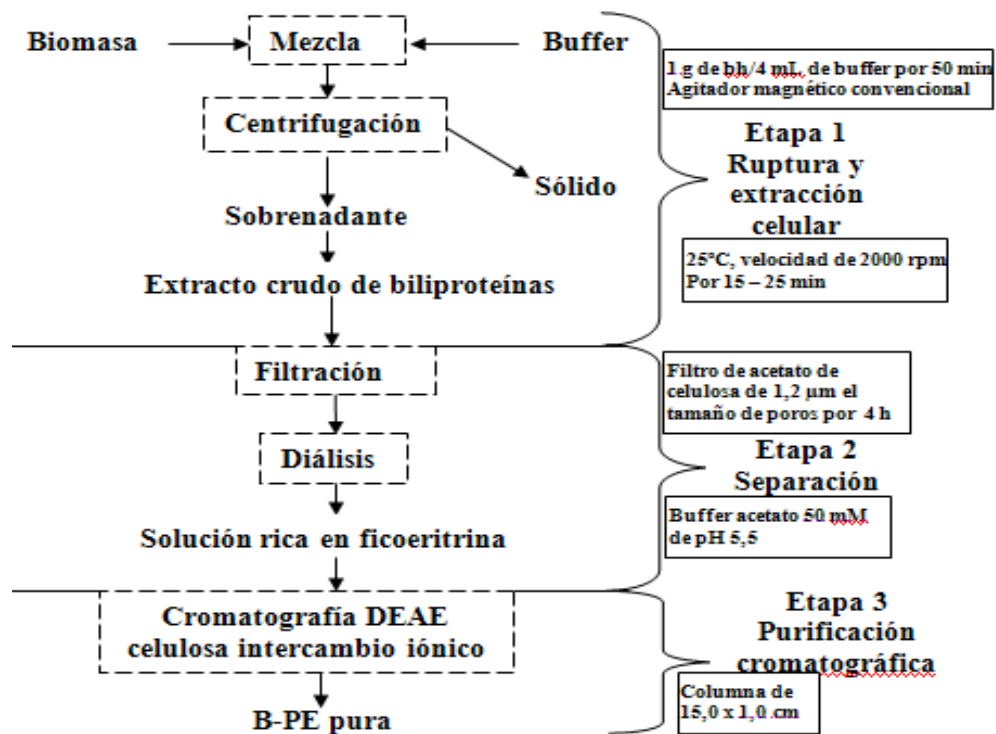 Biomasa
Mezcla
Buffer
1 g de bh/4 mL de buffer por 50 min
Agitador magnético convencional
Centrifugación
Etapa 1
Ruptura y
extracción
celular
Sólido
Sobrenadante
25°C, velocidad de 2000 rpm
Por 15 – 25 min
Extracto crudo de biliproteínas
Filtración
Filtro de acetato de
celulosa de 1,2 µm el
tamaño de poros por 4 h
Diálisis
Etapa 2
Separación
Buffer acetato 50 mM
de pH 5,5
Solución rica en ficoeritrina
Cromatografía DEAE
celulosa intercambio iónico
Etapa 3
Purificación
cromatográfica
Columna de
15,0 x 1,0 cm
B-PE pura